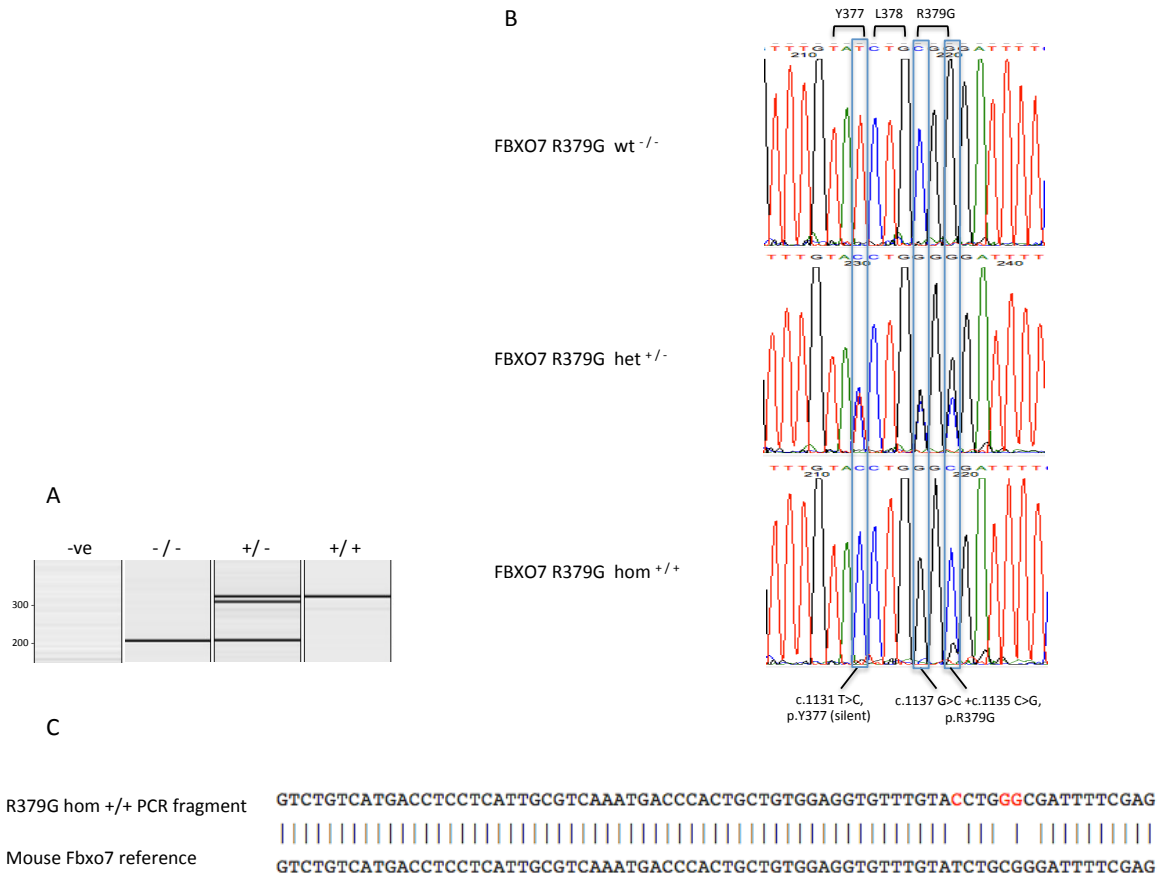 B
Y377 L378 R379G
T T T G T A T C T G C G G G A T T T T
210 220
FBXO7 R379G wt -/-
T T T G T A C C T G G G G G A T T T T
230 240
FBXO7 R379G het +/-
T T T G T A C C T G G G C G A T T T T
210 220
FBXO7 R379G hom +/+
c.1131 T>C,
p.Y377 (silent)
c.1137 G>C +c.1135 C>G,
p.R379G
A
-ve - / - +/ - +/ +
300
200
C
R379G hom +/+ PCR fragment
GTCTGTCATGACCTCCTCATTGCGTCAAATGACCCACTGCTGTGGAGGTGTTTGTACCTGGGCGATTTTCGAG
Mouse Fbxo7 reference
GTCTGTCATGACCTCCTCATTGCGTCAAATGACCCACTGCTGTGGAGGTGTTTGTATCTGCGGGATTTTCGAG